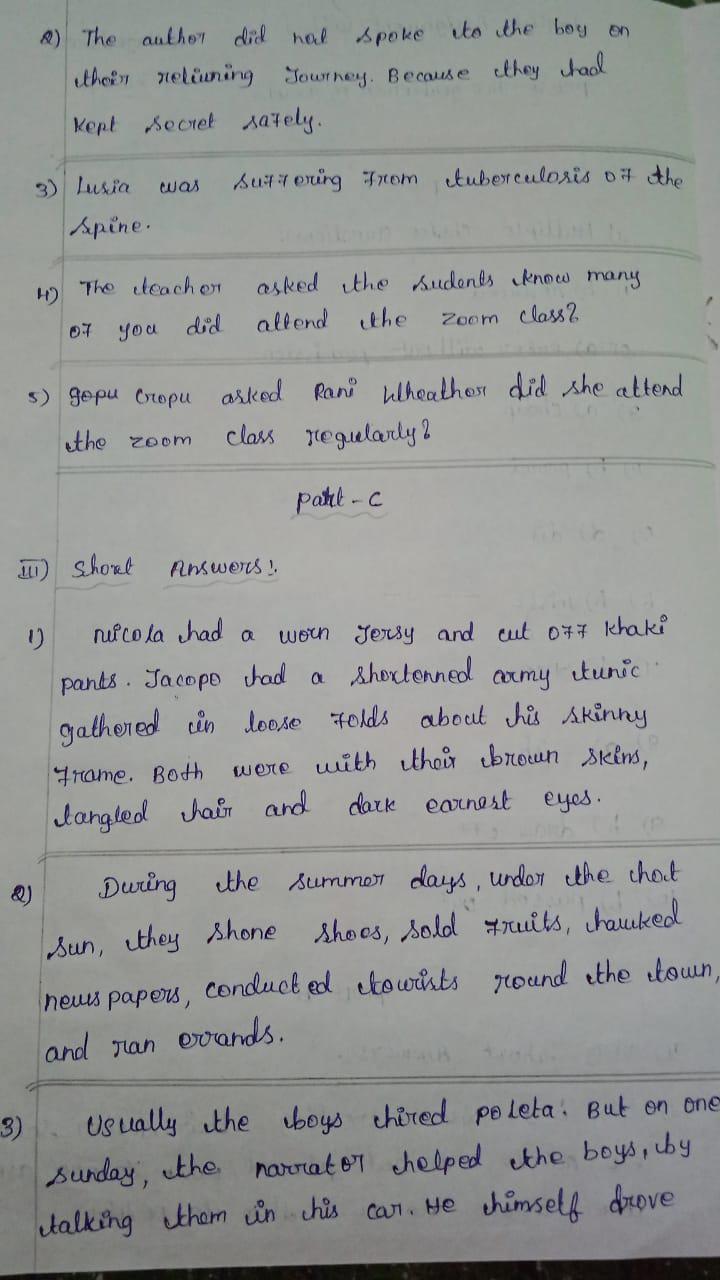 2) The author did not spoke to the boy on
their retiuning Journey. Because they had
kept secret safely.
3) Lusia was suffering from tuberculosis of the
spine.
4) The teacher asked the sudents know many
of you did attend the zoom class?
5) gopu Cropu asked Rani Wheather did she attend
the zoom class regularly?
part - C
III) Short Answers!
1) nicola had a worn Jersy and cut off khaki
pants. Jacopo had a shortenned army tunic
gathered in loose folds about his skinny
frame. Both were with their brown skins,
tangled hair and dark earnest eyes.
2) During the summer days, under the hot
sun, they shone shoes, sold fruits, hawked
news papers, conducted towrists round the town,
and ran errands.
3) Usually the boys hired poleta. But on one
sunday, the narrator helped the boys, by
talking them in his car. He himself drove